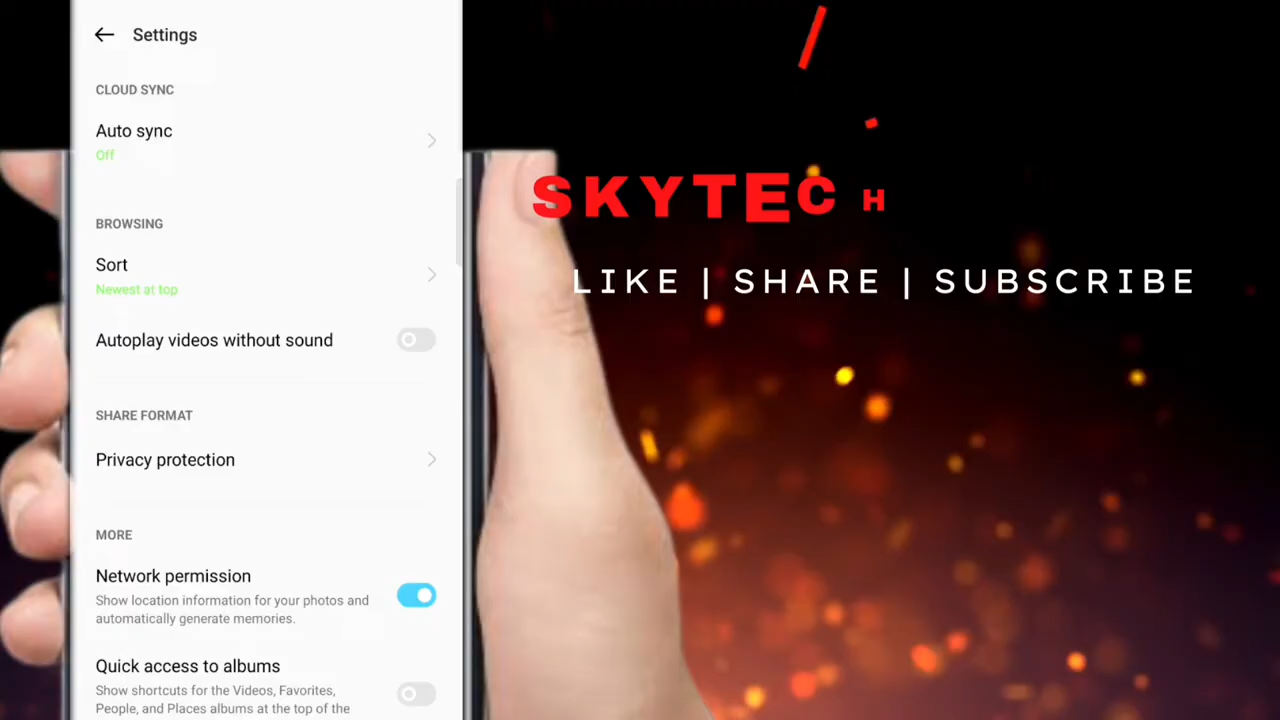 Settings
CLOUD SYNC
Auto sync
Off
BROWSING
Sort
Newest at top
Autoplay videos without sound
SHARE FORMAT
Privacy protection
MORE
Network permission
Show location information for your photos and
automatically generate memories.
Quick access to albums
Show shortcuts for the Videos, Favorites,
People, and Places albums at the top of the
SKYTEC H
LIKE | SHARE | SUBSCRIBE